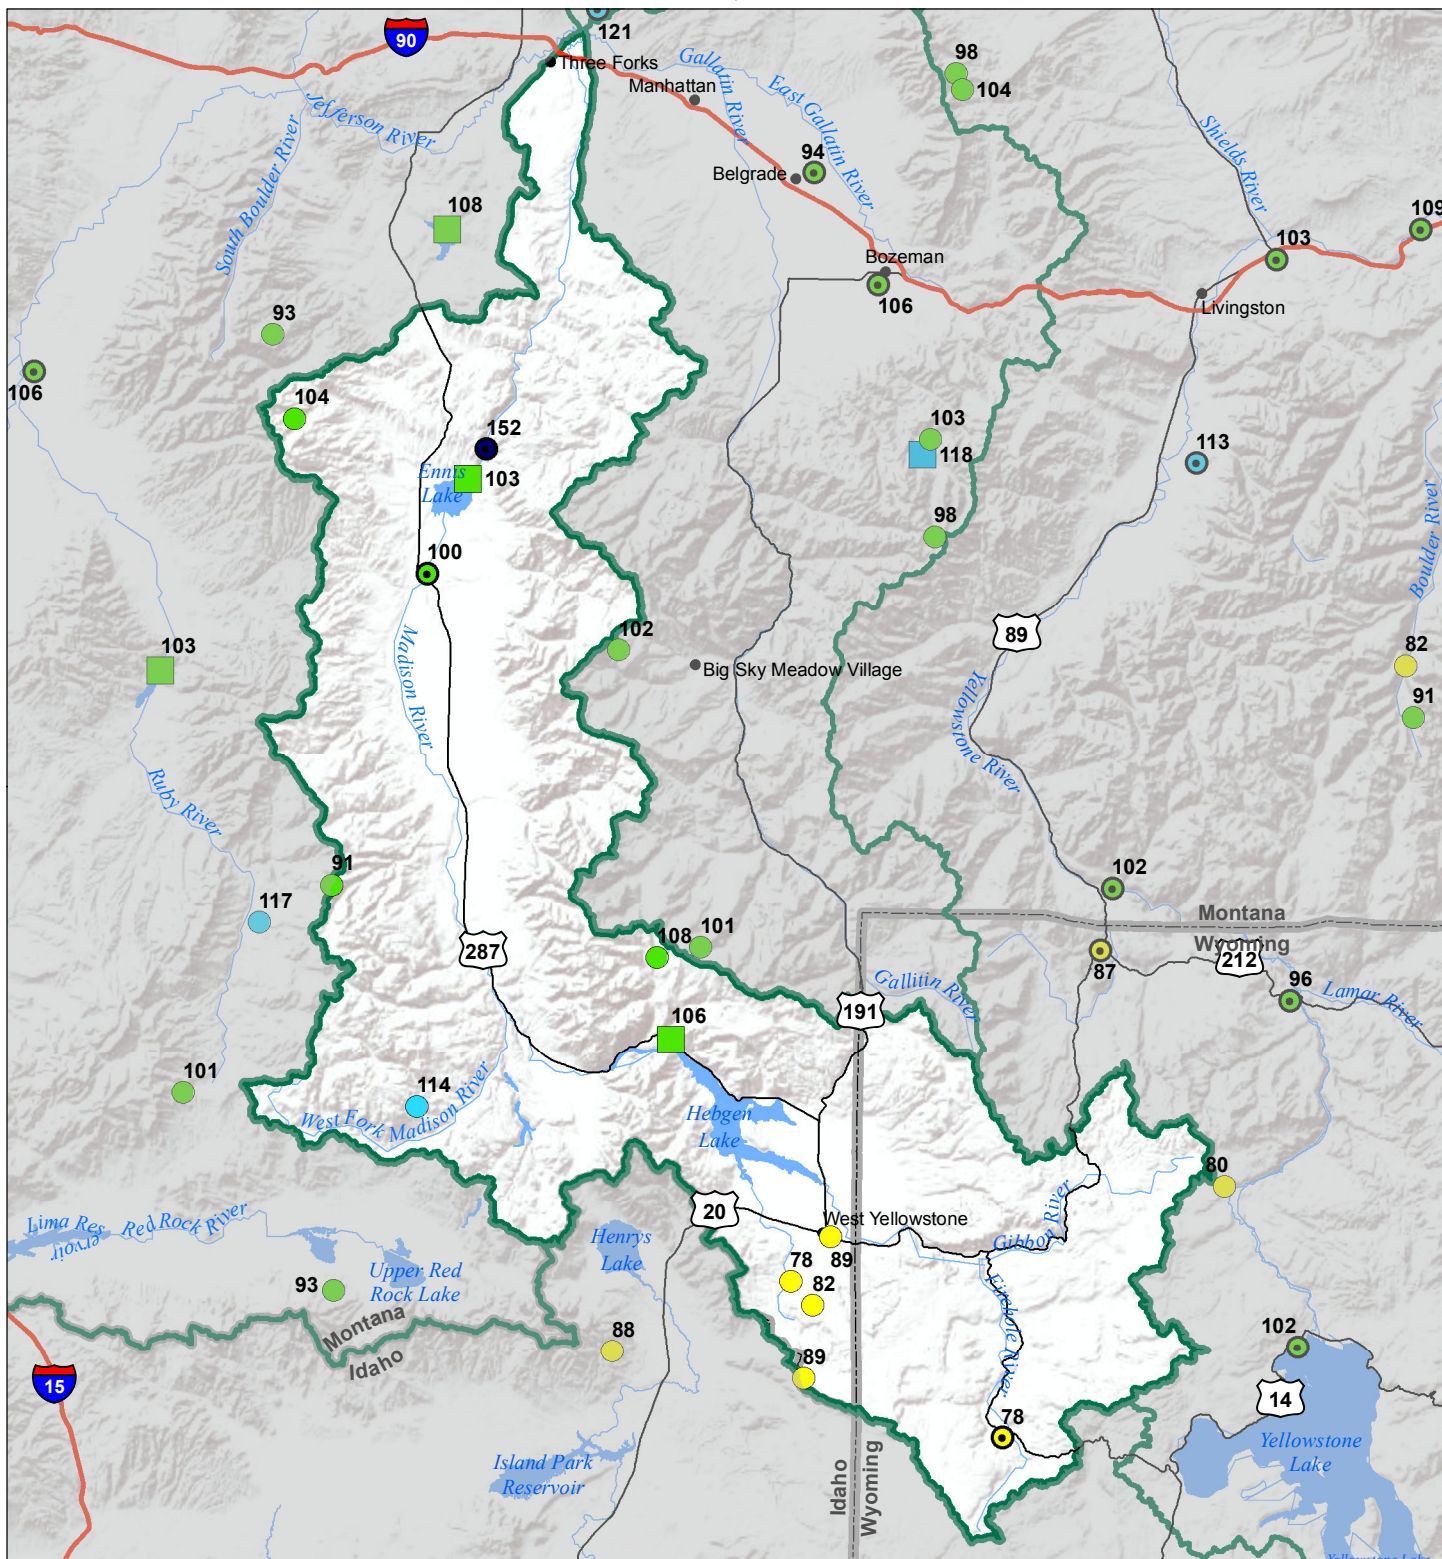 121
90
Three Forks
Gallatin
River
98
Manhattan
104
East Gallatin
River
Jefferson River
Shields
River
94
Belgrade
South Boulder River
108
109
103
Bozeman
106
Livingston
93
106
104
152
103
118
113
Ennis
Lake
103
98
Boulder River
100
89
Madison River
102
103
Big Sky Meadow Village
82
91
Yellowstone River
Ruby River
91
102
117
Montana
Wyoming
108
101
287
87
212
Gallitin River
96
Lamar River
191
106
101
114
West Fork Madison River
Hebgen
Lake
80
20
West Yellowstone
Lima Res
ervoir
Red Rock River
Henrys
Lake
Gibbon River
89
78
82
Upper Red
Rock Lake
93
Firehole River
Montana
Idaho
88
89
102
15
14
78
Yellowstone
Lake
Island Park
Reservoir
Idaho
Wyoming
Yellowstone Lake